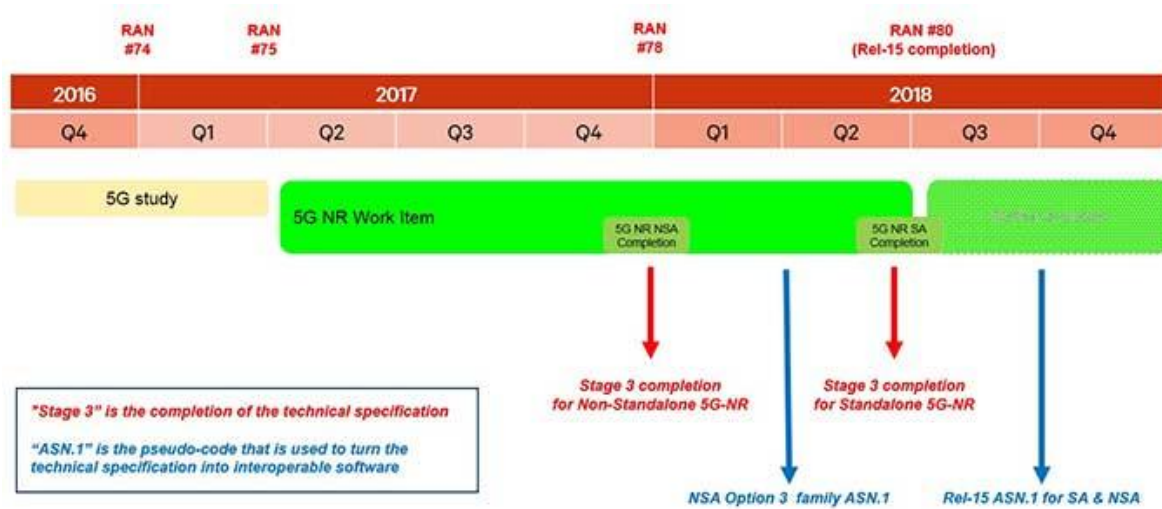 RAN
#74
RAN
#75
RAN
#78
RAN #80
(Rel-15 completion)
2016
2017
2018
Q4
Q1
Q2
Q3
Q4
Q1
Q2
Q3
Q4
5G study
5G NR Work Item
5G NR NSA
Completion
5G NR SA
Completion
Stage 3 completion
for Non-Standalone 5G-NR
Stage 3 completion
for Standalone 5G-NR
"Stage 3" is the completion of the technical specification
“ASN.1” is the pseudo-code that is used to turn the
technical specification into interoperable software
NSA Option 3 family ASN.1
Rel-15 ASN.1 for SA & NSA